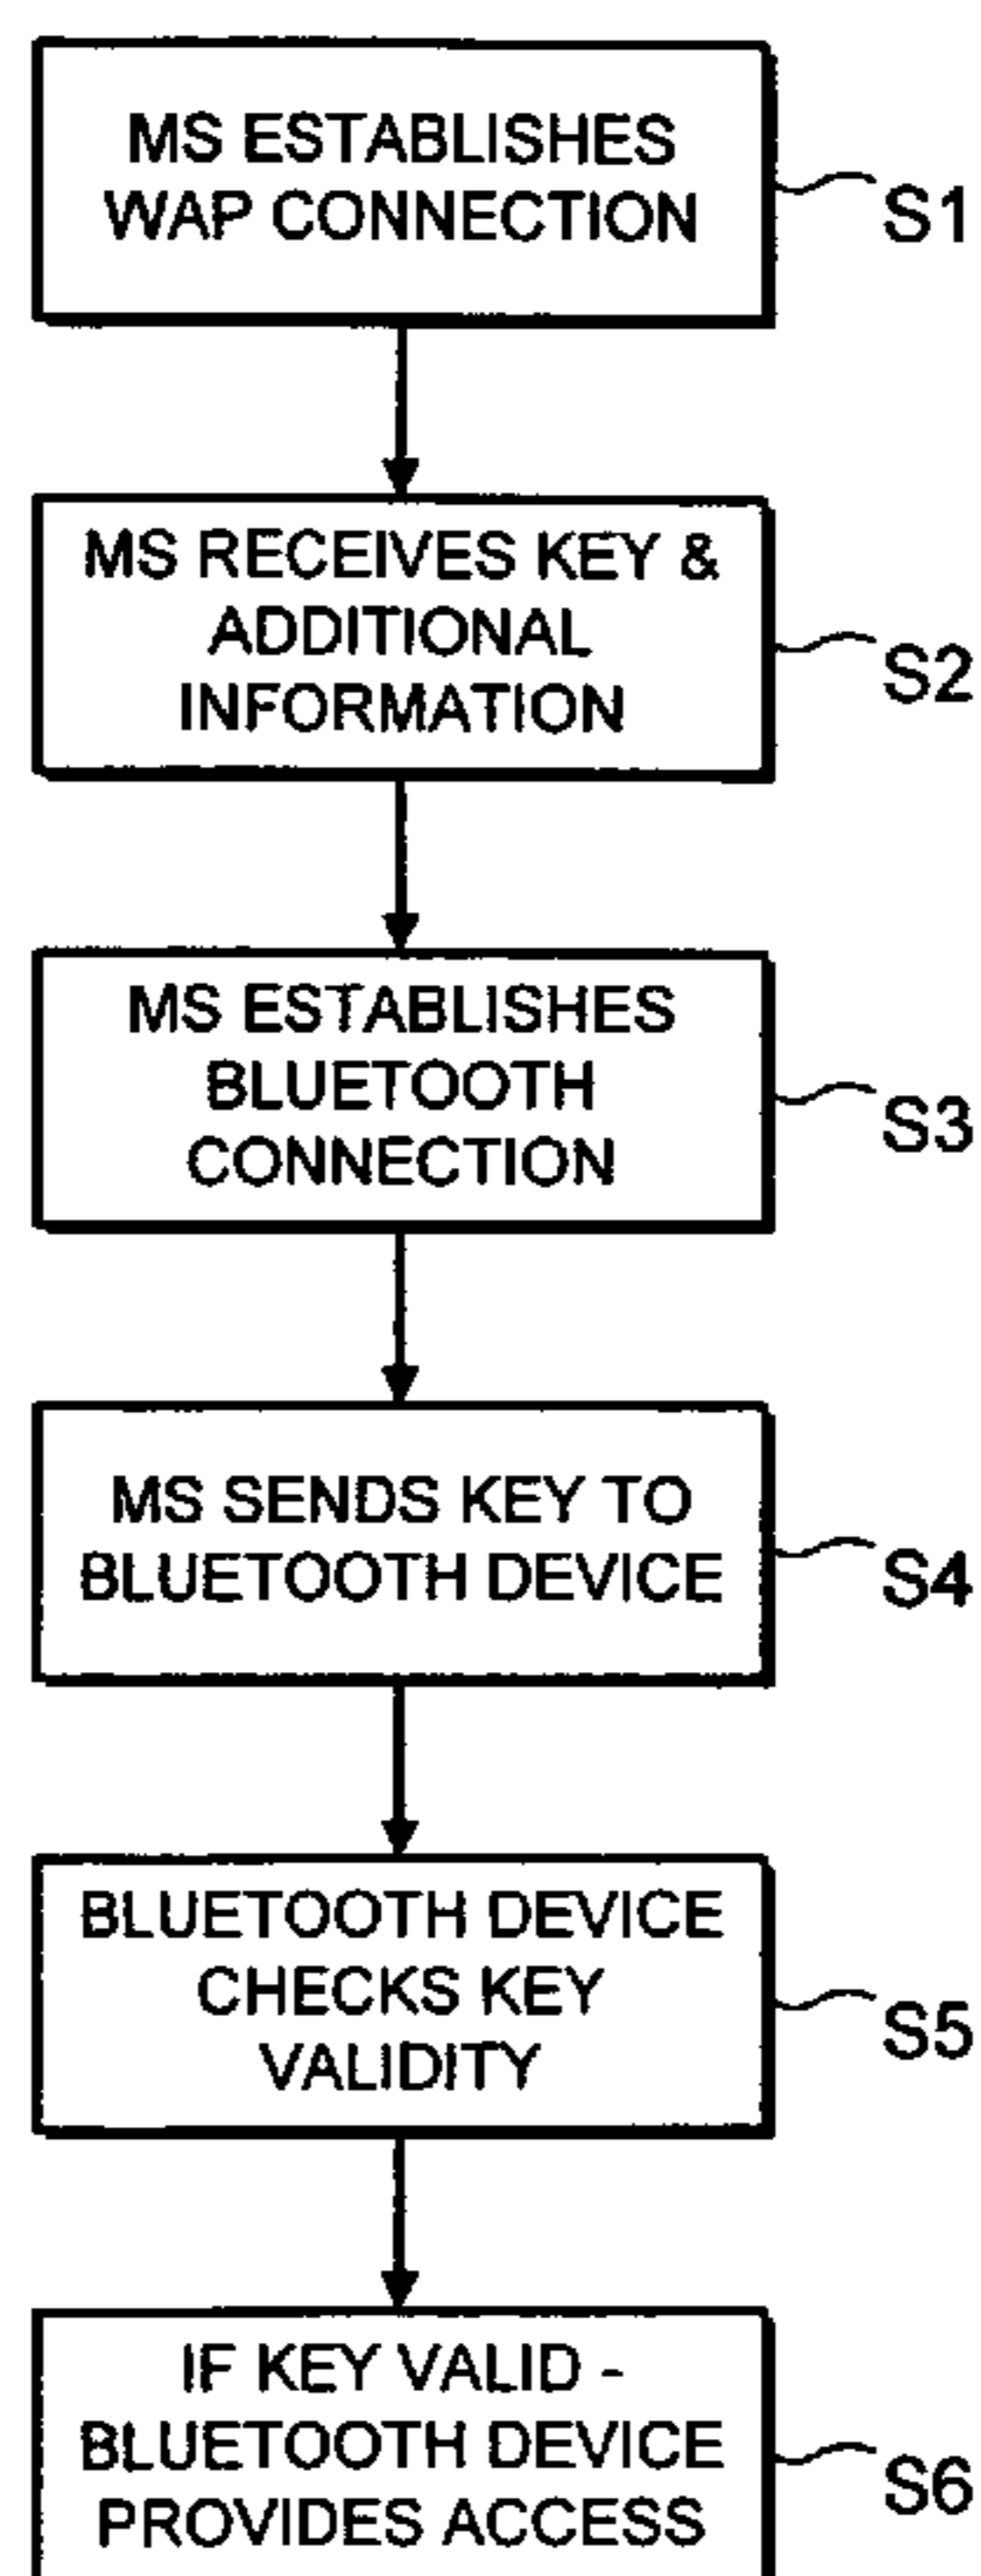 MS ESTABLISHES
WAP CONNECTION
S1
MS RECEIVES KEY &
ADDITIONAL
INFORMATION
S2
MS ESTABLISHES
BLUETOOTH
CONNECTION
S3
MS SENDS KEY TO
BLUETOOTH DEVICE
S4
BLUETOOTH DEVICE
CHECKS KEY
VALIDITY
S5
IF KEY VALID -
BLUETOOTH DEVICE
PROVIDES ACCESS
S6